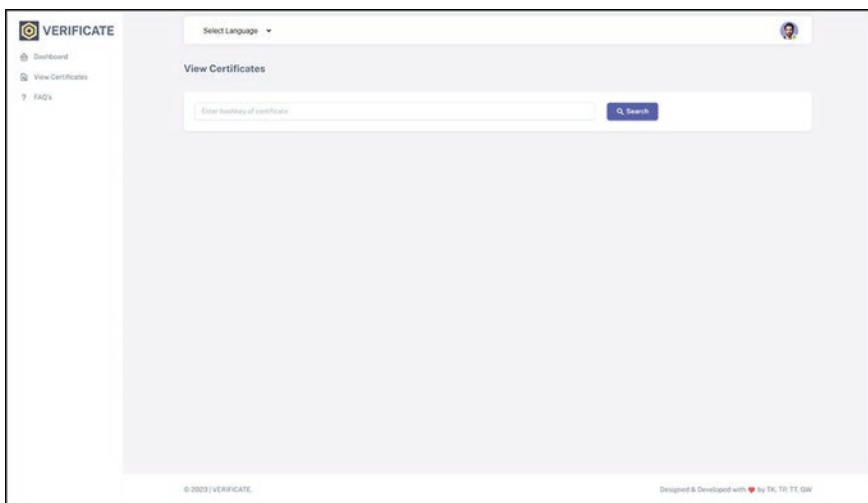 VERIFICATE
Select Language
Dashboard
View Certificates
FAQ's
View Certificates
Enter hashkey of certificate
Search
© 2023 | VERIFICATE.
Designed & Developed with ❤ by TK, TP, TT, GW